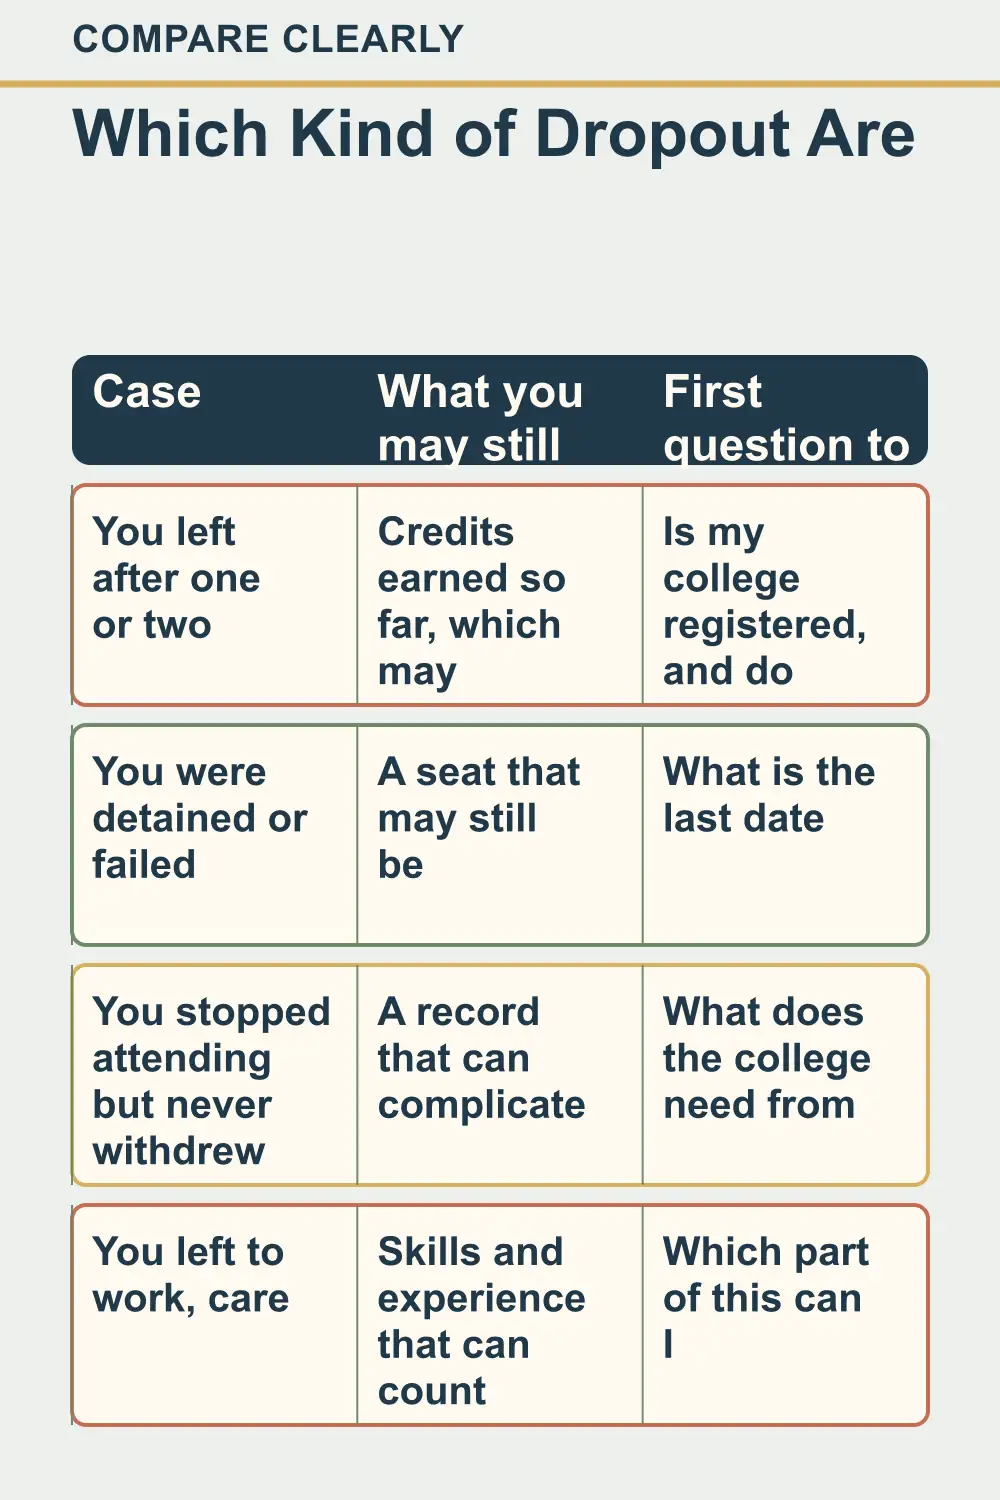 COMPARE CLEARLY
Which Kind of Dropout Are
Case
What you
may still
First
question to
You left
after one
or two
Credits
earned so
far, which
may
Is my
college
registered,
and do
You were
detained or
failed
A seat that
may still
be
What is the
last date
You stopped
attending
but never
withdrew
A record
that can
complicate
What does
the college
need from
You left to
work, care
Skills and
experience
that can
count
Which part
of this can
I